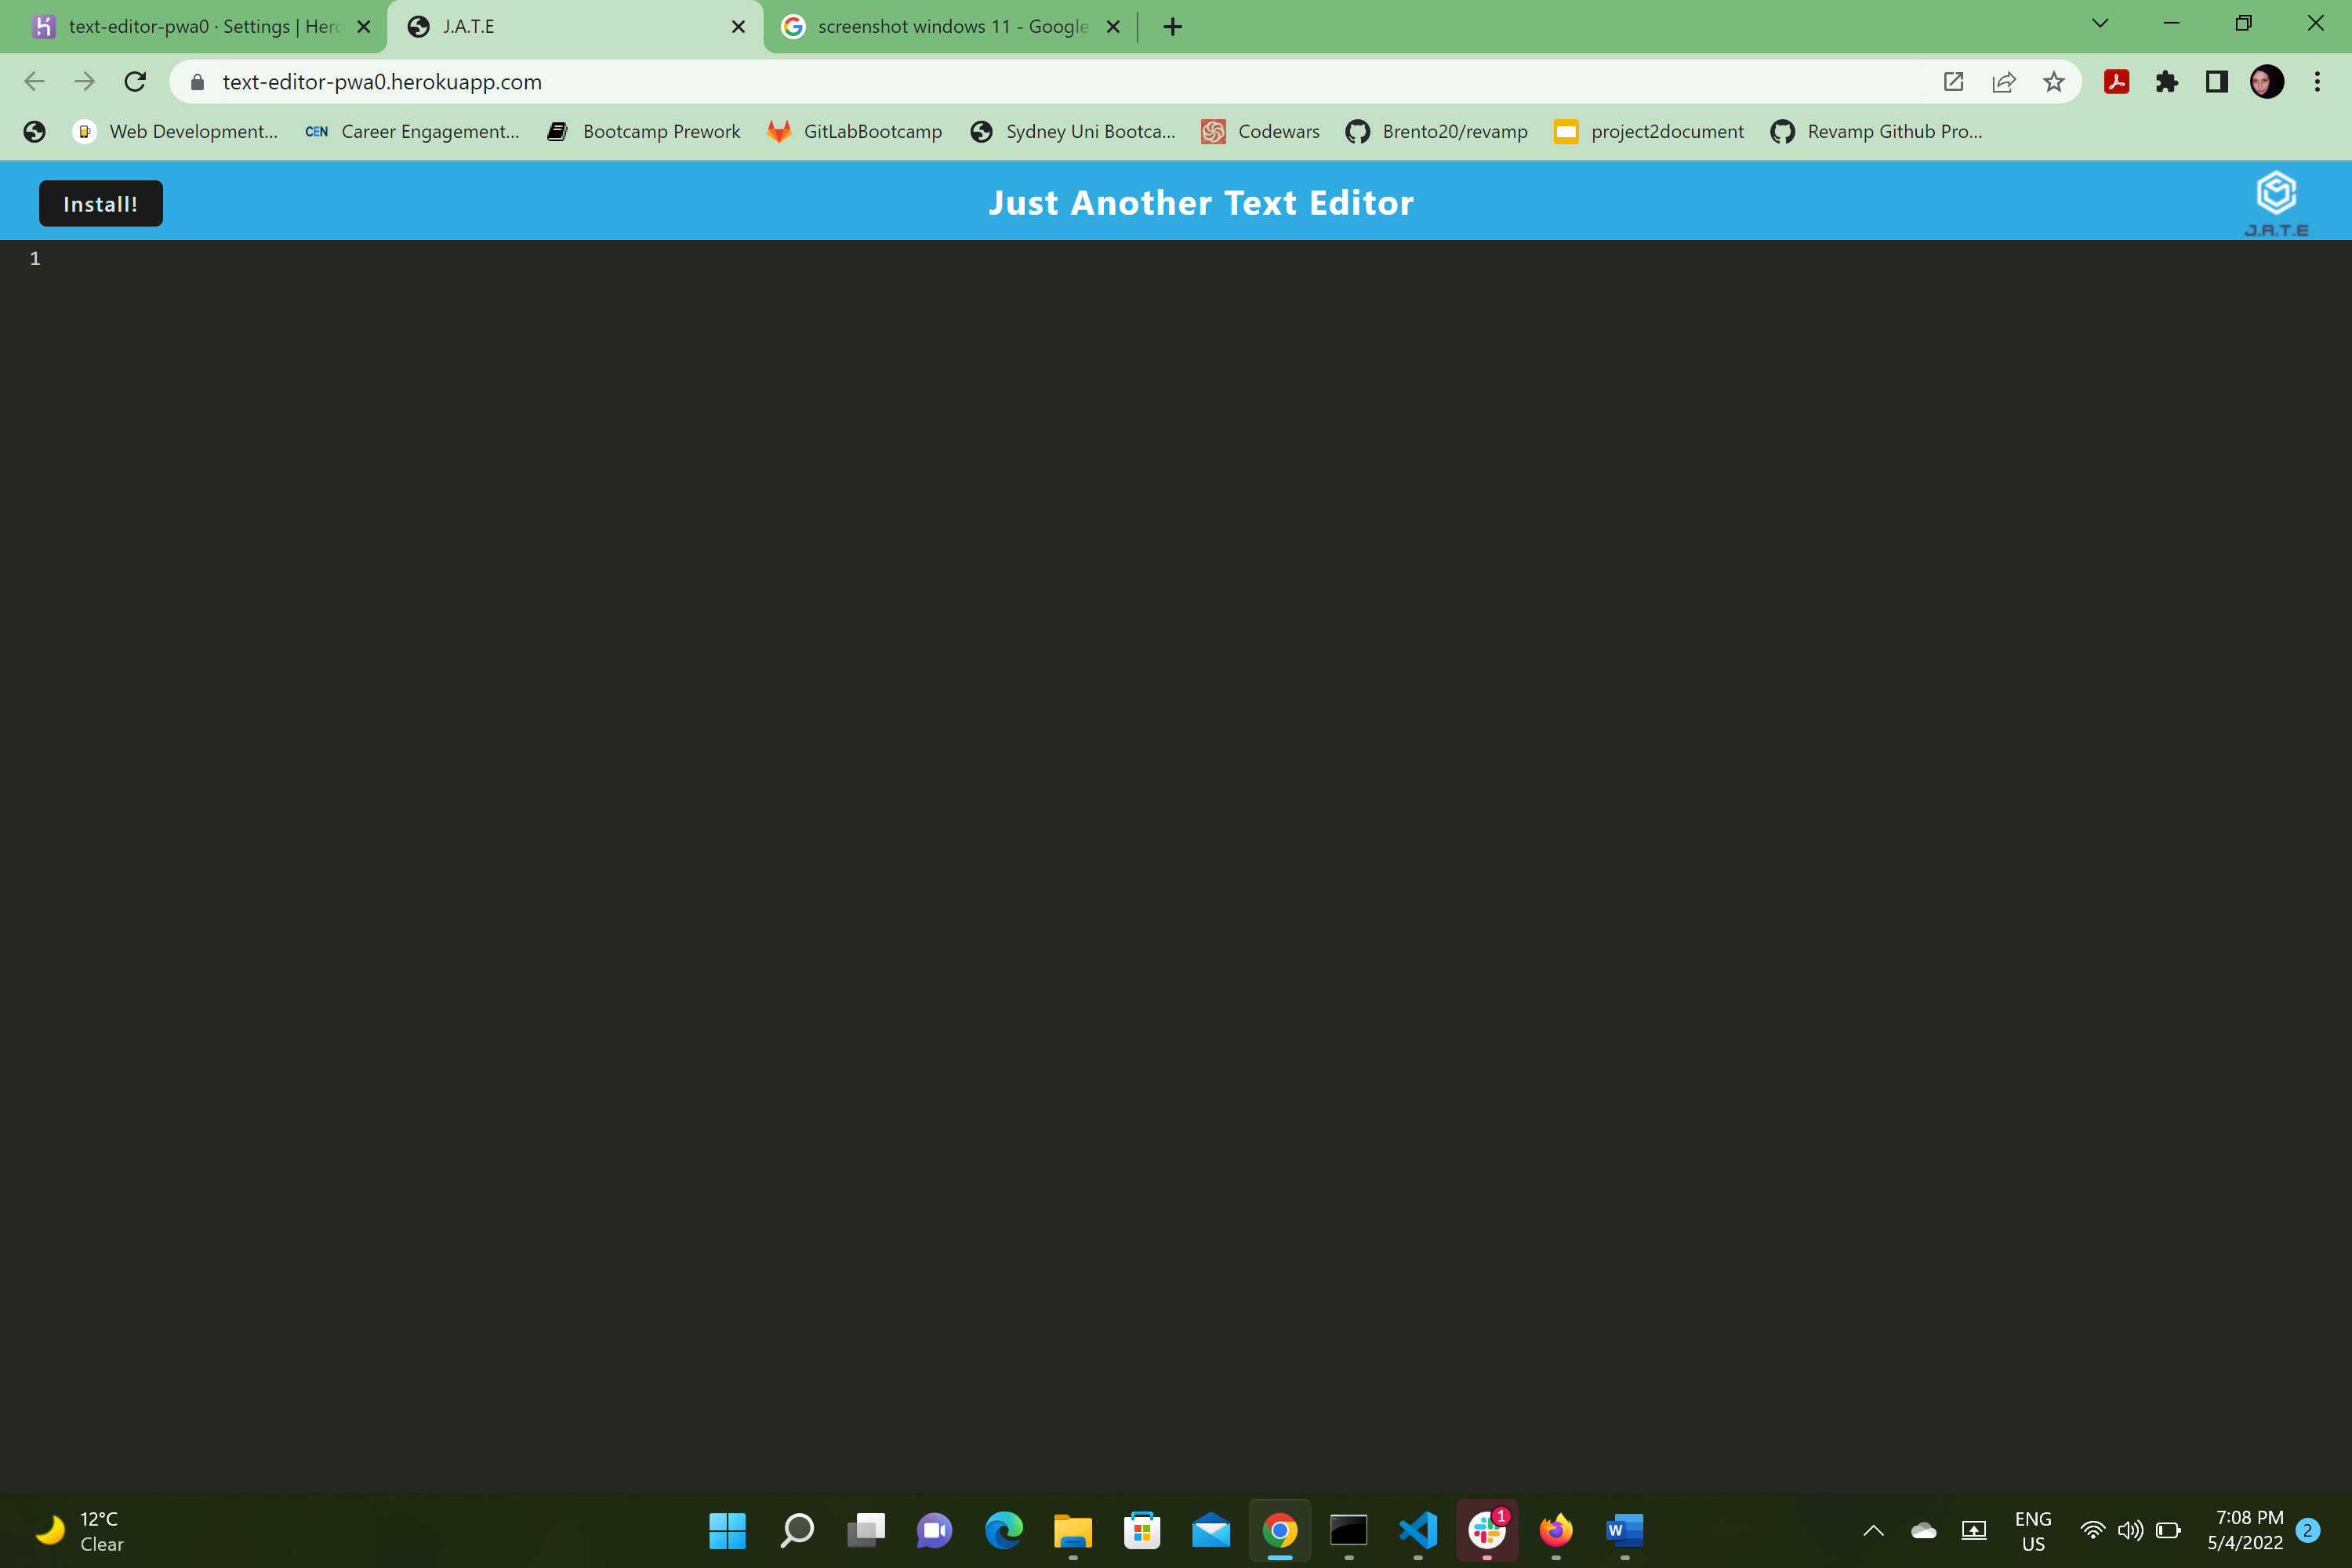 text-editor-pwa0 · Settings | Hero
J.A.T.E
screenshot windows 11 - Google
text-editor-pwa0.herokuapp.com
Web Development...
CEN Career Engagement...
Bootcamp Prework
GitLabBootcamp
Sydney Uni Bootca...
Codewars
Brento20/revamp
project2document
Revamp Github Pro...
Install!
Just Another Text Editor
J.A.T.E
1
12°C
Clear
1
W
ENG
US
7:08 PM
5/4/2022
2